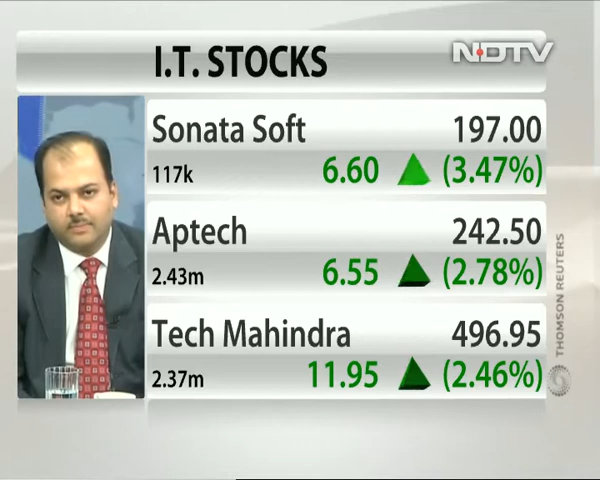 I.T. STOCKS
NDTV
Sonata Soft 197.00
117k 6.60 (3.47%)
Aptech 242.50
2.43m 6.55 (2.78%)
Tech Mahindra 496.95
2.37m 11.95 (2.46%)
THOMSON REUTERS